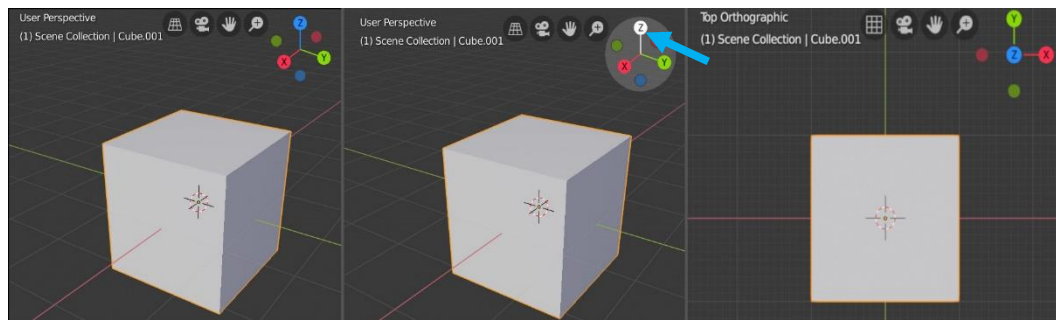 User Perspective
(1) Scene Collection | Cube.001
Z
X
Y
User Perspective
(1) Scene Collection | Cube.001
Z
X
Y
Top Orthographic
(1) Scene Collection | Cube.001
Y
Z
X